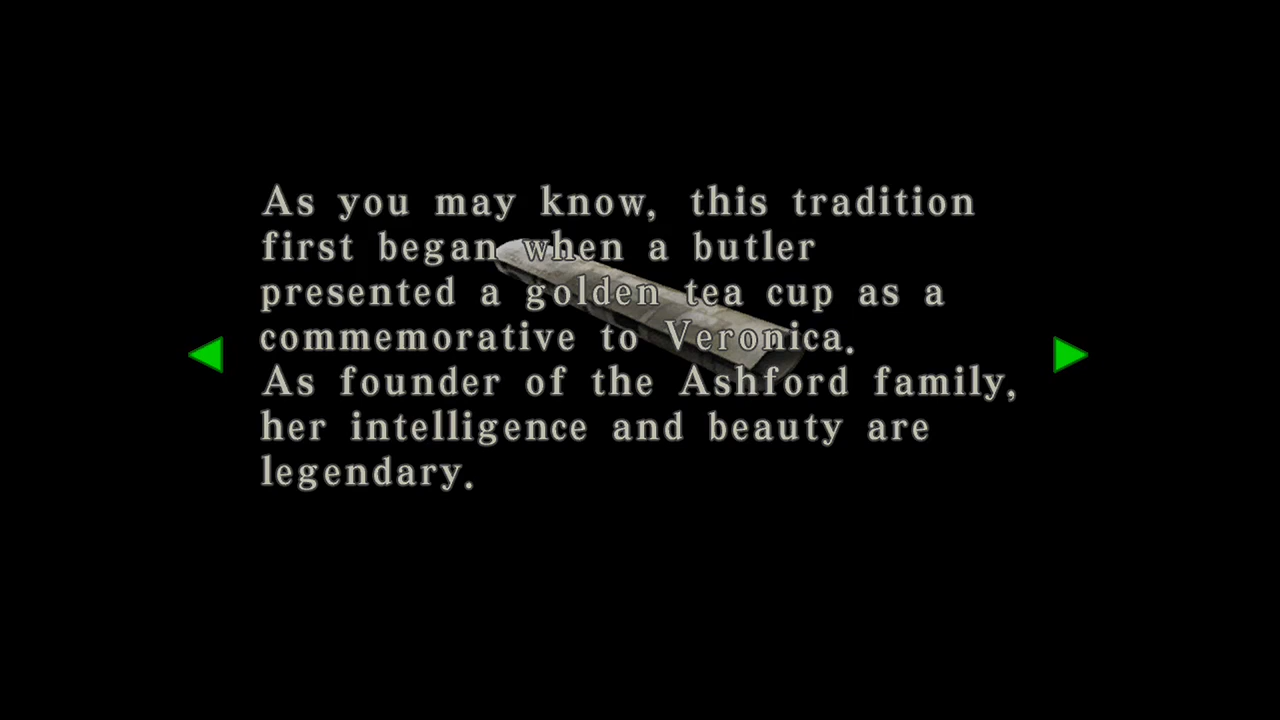 As you may know, this tradition
first began when a butler
presented a golden tea cup as a
commemorative to Veronica.
As founder of the Ashford family,
her intelligence and beauty are
legendary.